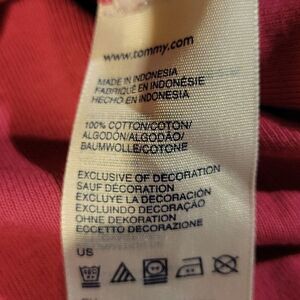 www.tommy.com
MADE IN INDONESIA
FABRIQUÉ EN INDONÉSIE
HECHO EN INDONESIA
100% COTTON/COTON/
ALGODÓN/ALGODÃO/
BAUMWOLLE/COTONE
EXCLUSIVE OF DECORATION
SAUF DÉCORATION
EXCLUYE LA DECORACIÓN
EXCLUINDO DECORAÇÃO
OHNE DEKORATION
ECCETTO DECORAZIONE
US